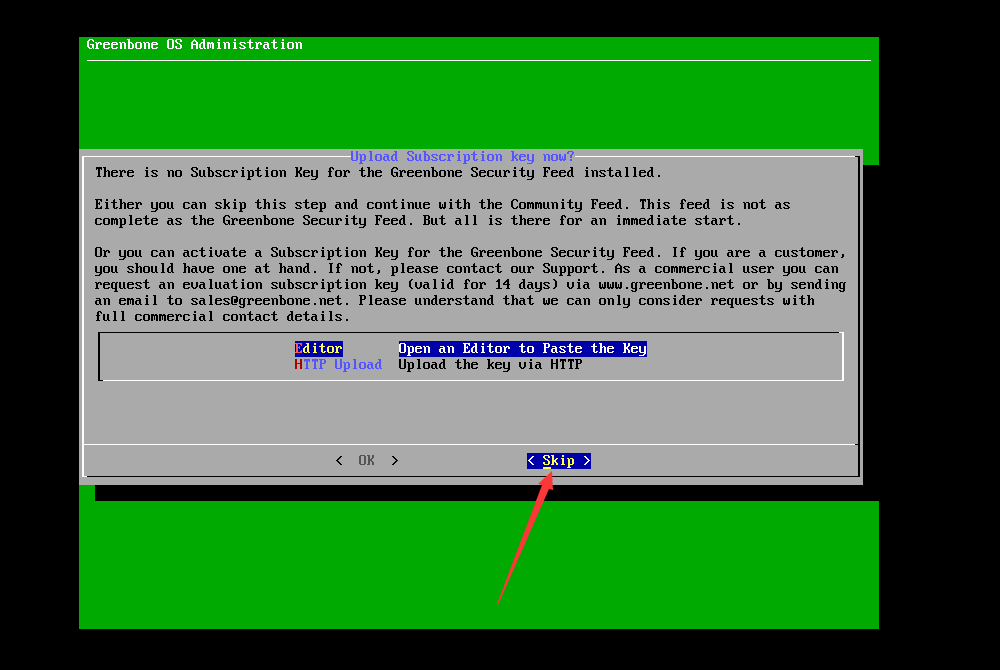 Greenbone OS Administration
Upload Subscription key now?
There is no Subscription Key for the Greenbone Security Feed installed.
Either you can skip this step and continue with the Community Feed. This feed is not as
complete as the Greenbone Security Feed. But all is there for an immediate start.
Or you can activate a Subscription Key for the Greenbone Security Feed. If you are a customer,
you should have one at hand. If not, please contact our Support. As a commercial user you can
request an evaluation subscription key (valid for 14 days) via www.greenbone.net or by sending
an email to sales@greenbone.net. Please understand that we can only consider requests with
full commercial contact details.
Editor Open an Editor to Paste the Key
HTTP Upload Upload the key via HTTP
< OK > < Skip >